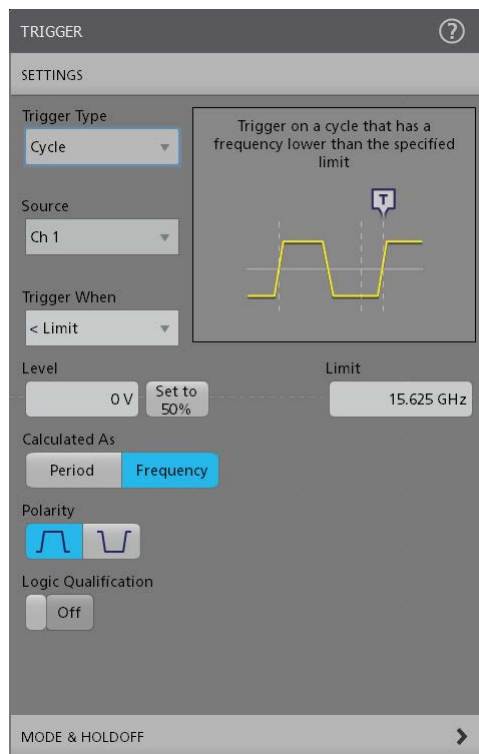 TRIGGER
?
SETTINGS
Trigger Type
Cycle
Trigger on a cycle that has a
frequency lower than the specified
limit
T
Source
Ch 1
Trigger When
< Limit
Level
Limit
0 V
Set to
50%
15.625 GHz
Calculated As
Period
Frequency
Polarity
Logic Qualification
Off
MODE & HOLDOFF